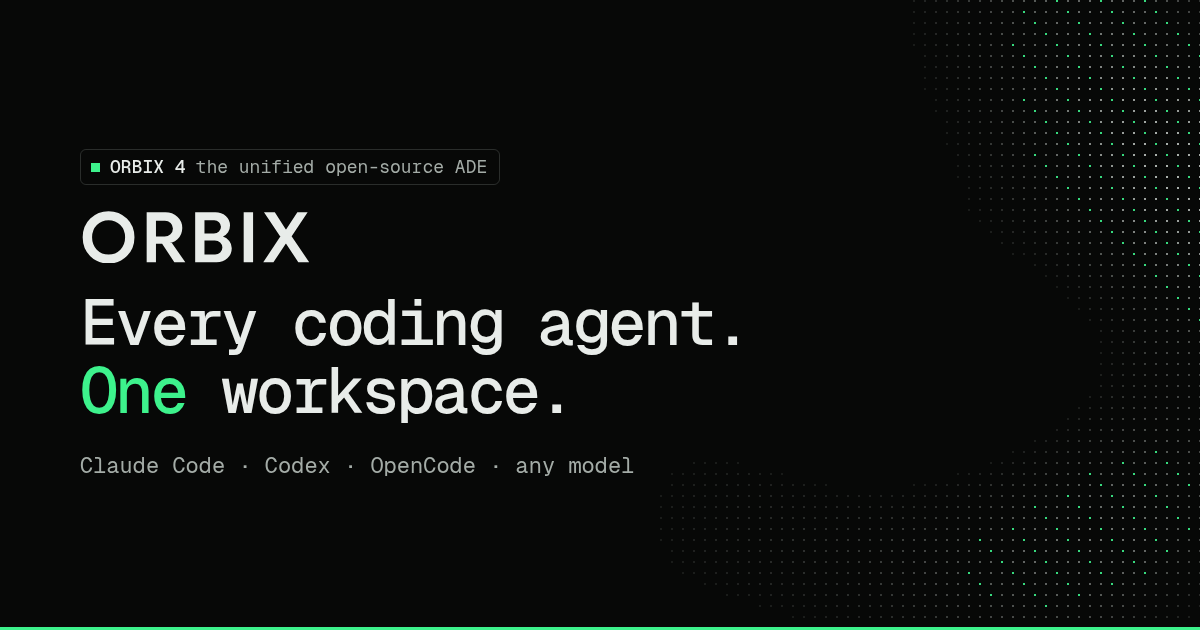 ORBIX 4 the unified open-source ADE
ORBIX
Every coding agent.
One workspace.
Claude Code · Codex · OpenCode · any model